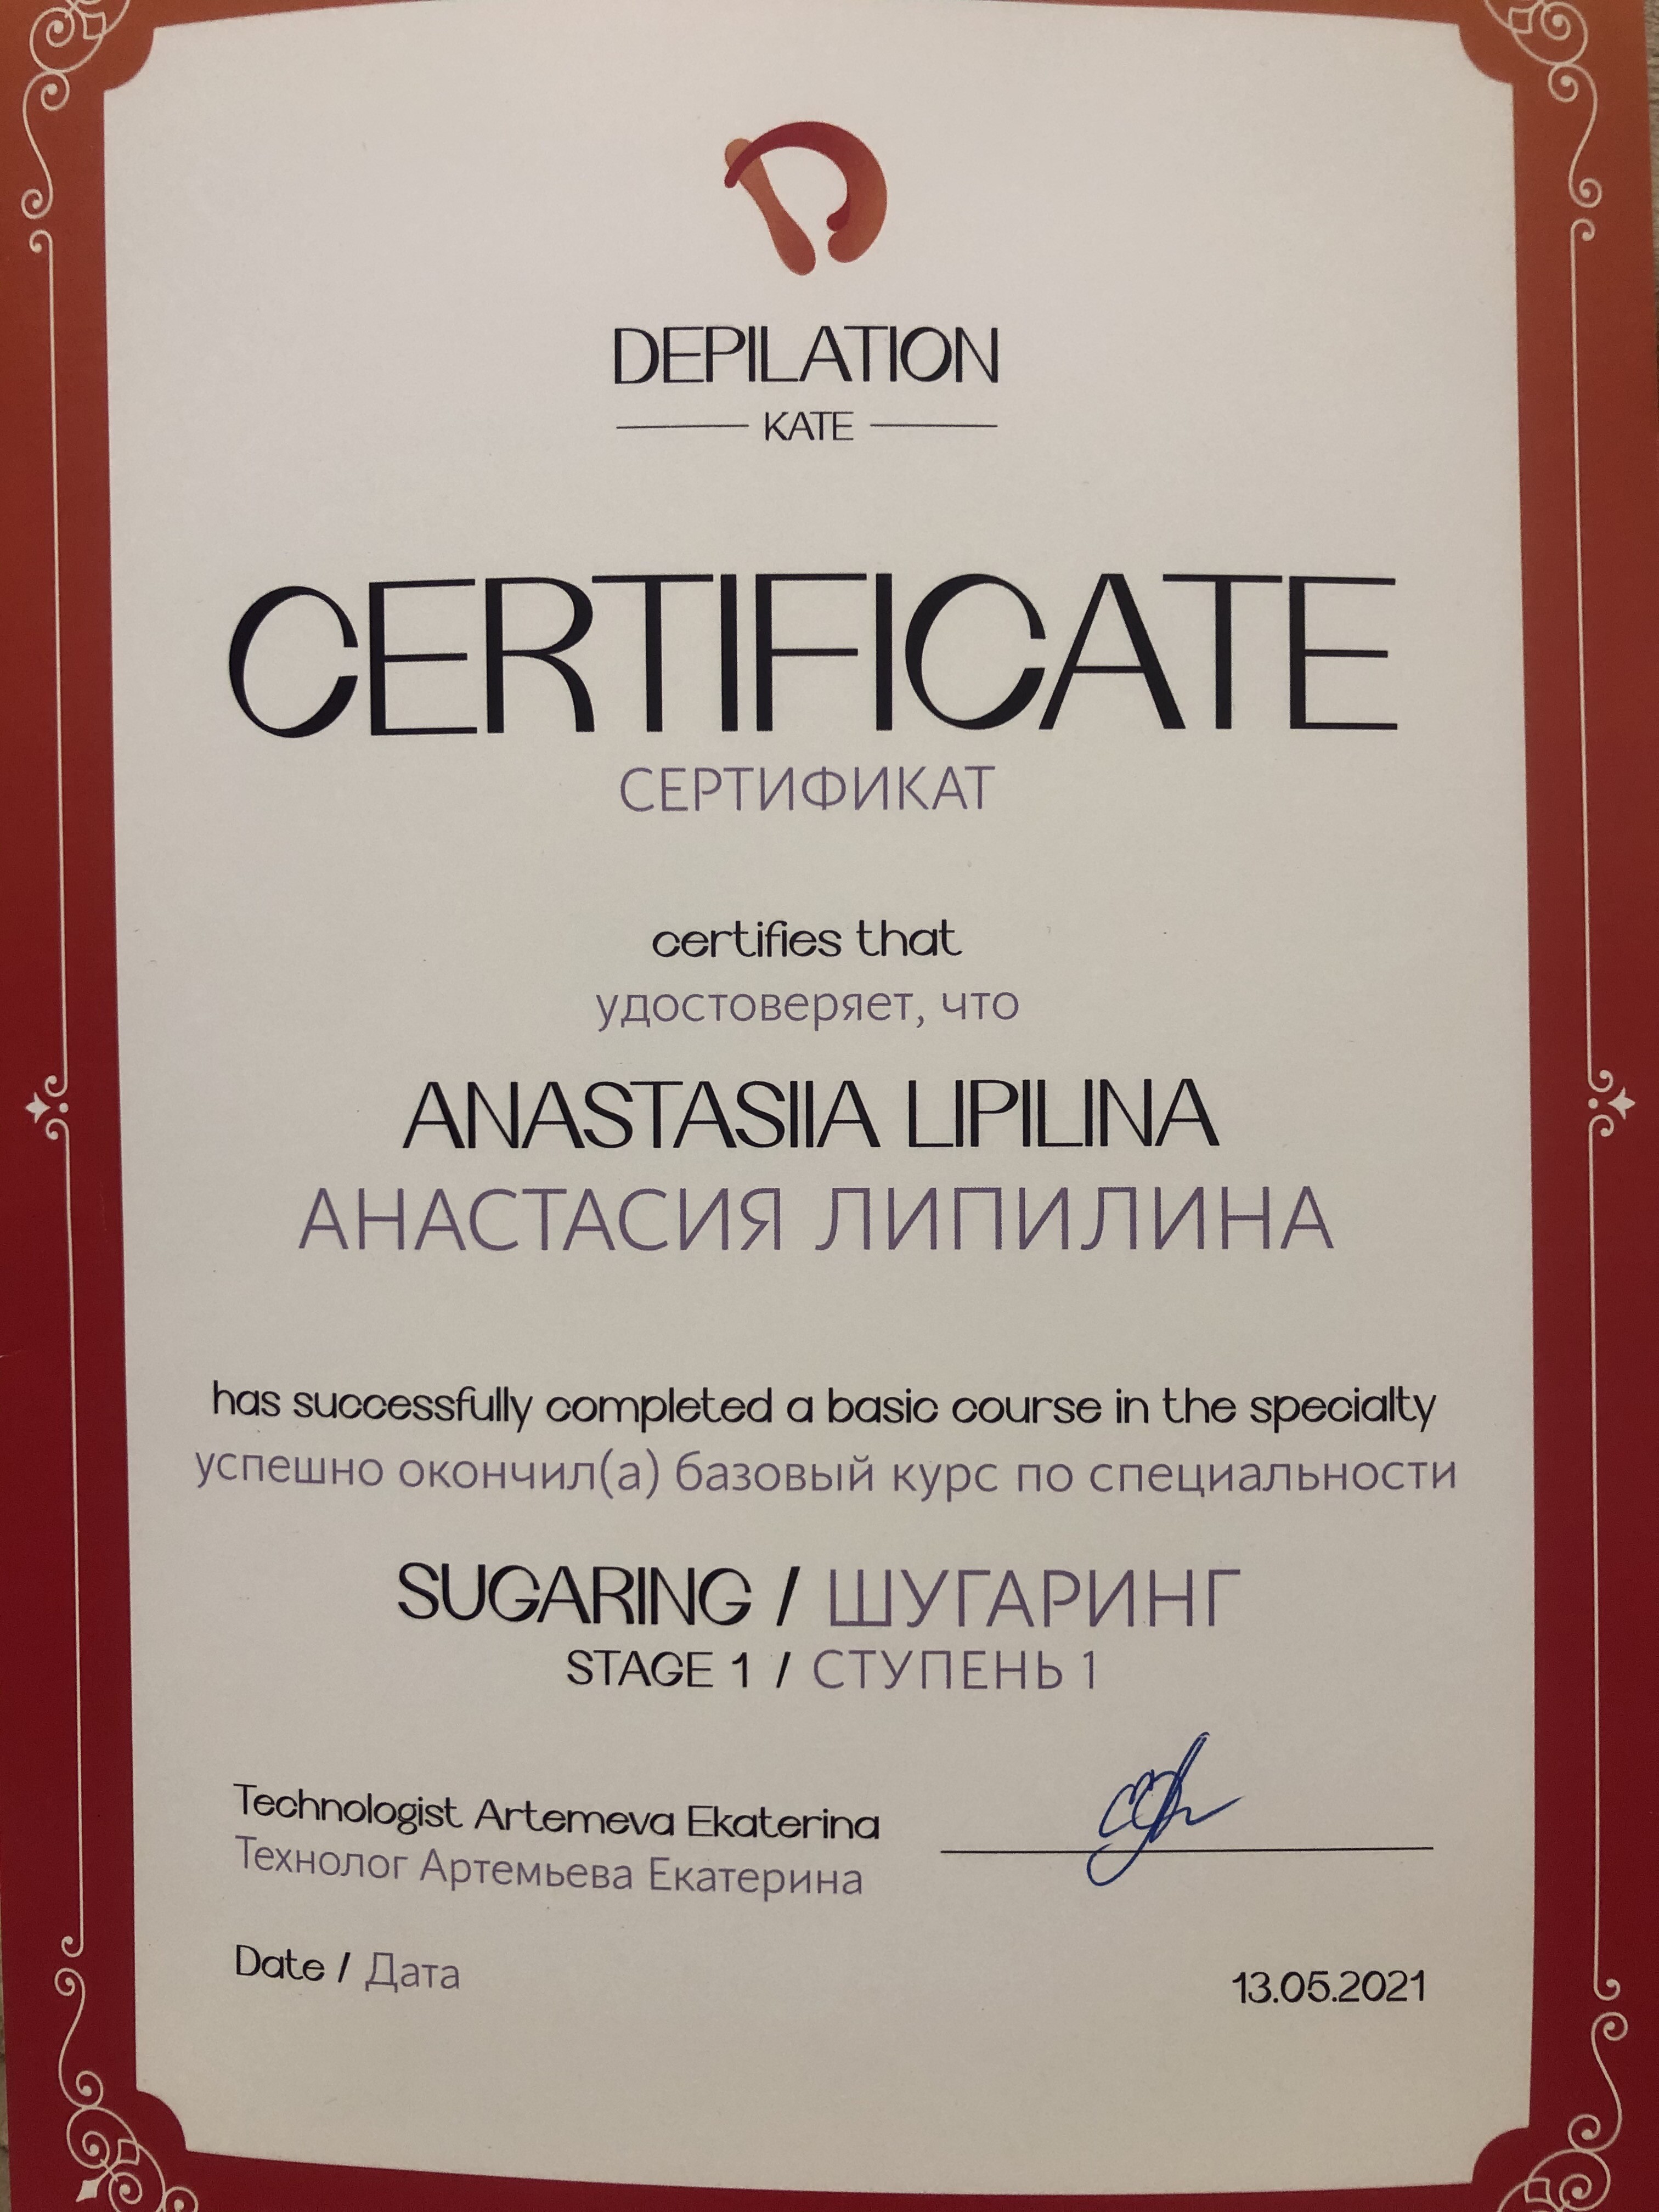 DEPILATION
KATE
CERTIFICATE
СЕРТИФИКАТ
certifies that
удостоверяет, что
ANASTASIIA LIPILINA
АНАСТАСИЯ ЛИПИЛИНА
has successfully completed a basic course in the specialty
успешно окончил(а) базовый курс по специальности
SUGARING / ШУГАРИНГ
STAGE 1 / СТУПЕНЬ 1
Technologist Artemeva Ekaterina
Технолог Артемьева Екатерина
Date / Дата 13.05.2021